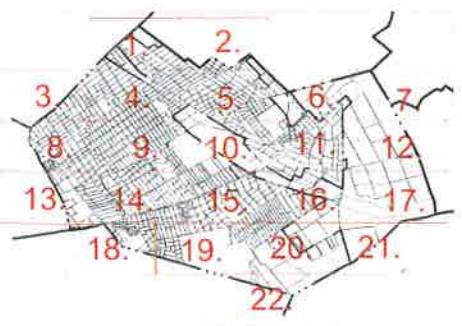 1. 2.
3. 4. 5. 6. 7.
8. 9. 10. 11. 12.
13. 14. 15. 16. 17.
18. 19. 20. 21.
22.